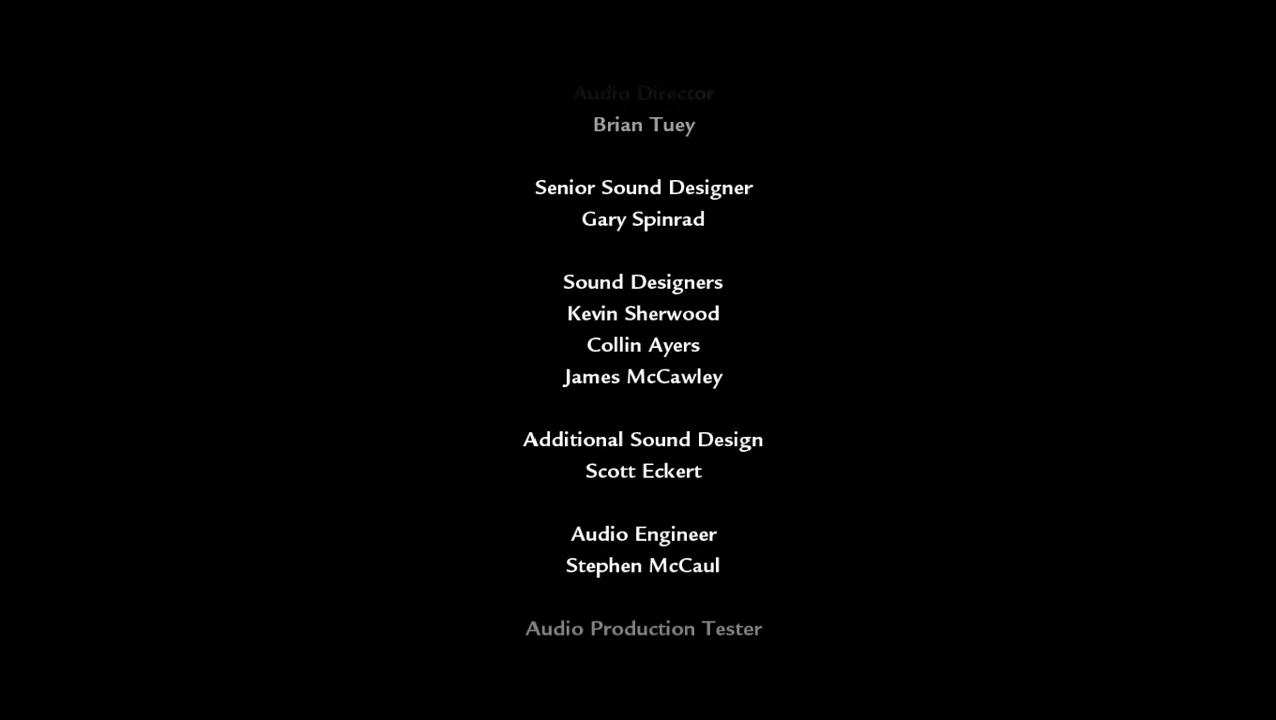 Audio Director
Brian Tuey
Senior Sound Designer
Gary Spinrad
Sound Designers
Kevin Sherwood
Collin Ayers
James McCawley
Additional Sound Design
Scott Eckert
Audio Engineer
Stephen McCaul
Audio Production Tester